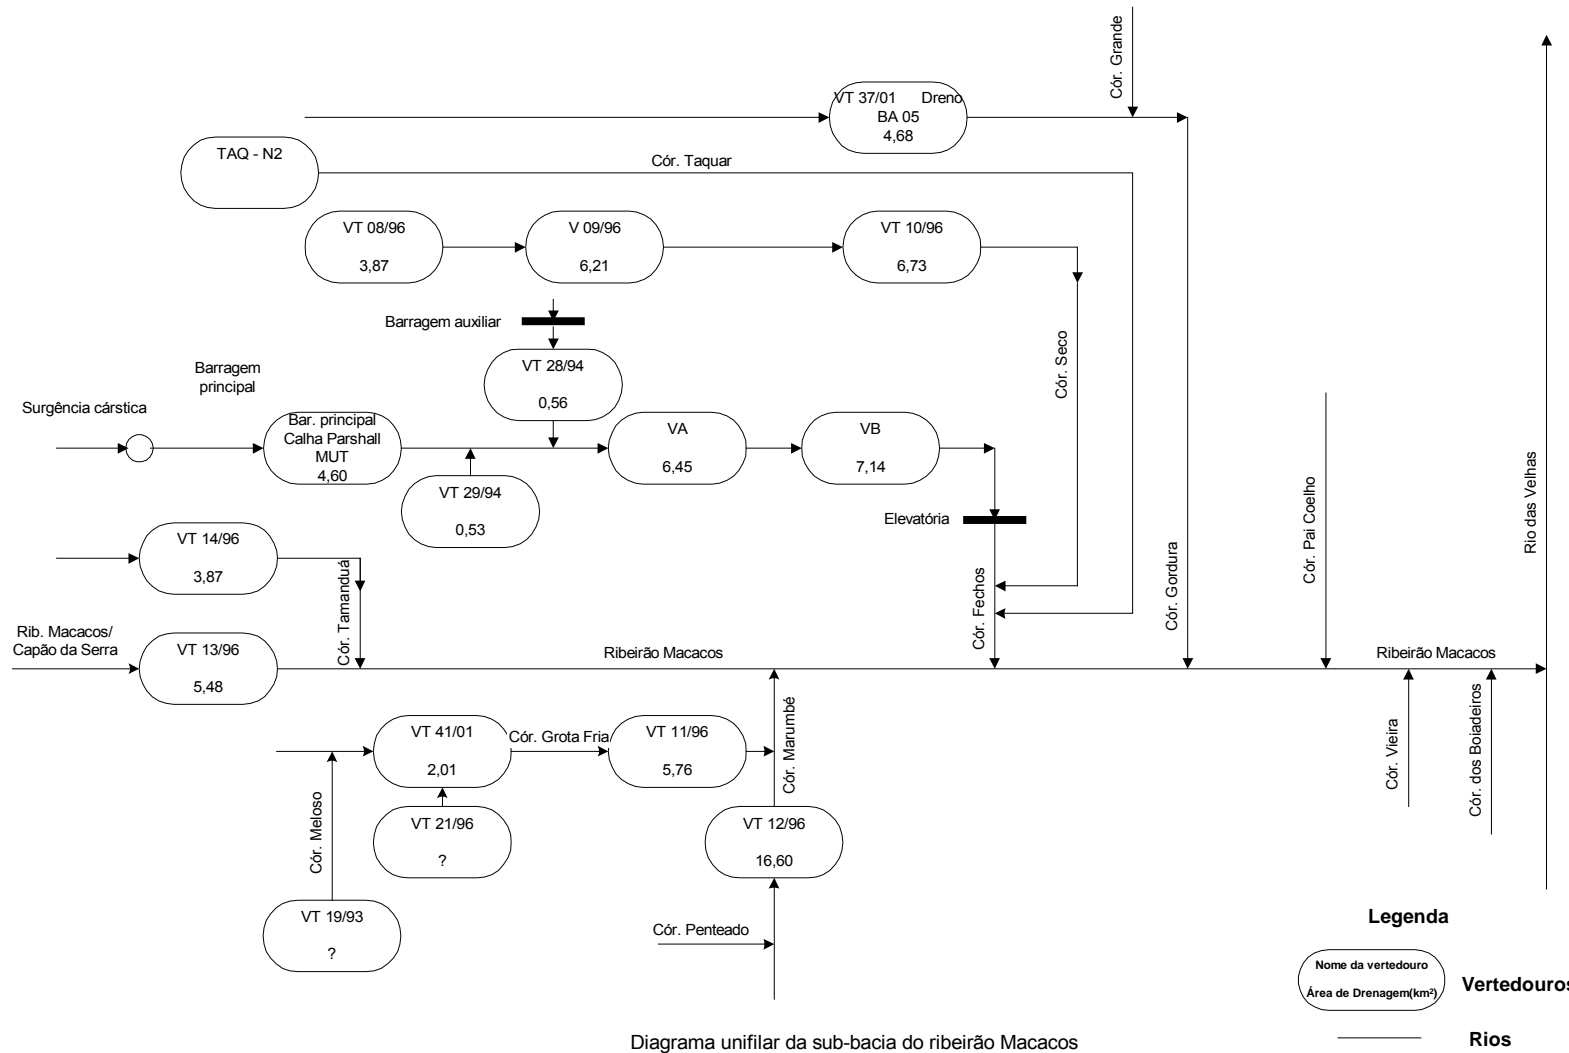 Cór. Grande
VT 37/01 Dreno
BA 05
4,68
TAQ - N2
Cór. Taquar
VT 08/96
3,87
V 09/96
6,21
VT 10/96
6,73
Barragem auxiliar
VT 28/94
0,56
Cór. Seco
Barragem
principal
Surgência cárstica
Bar. principal
Calha Parshall
MUT
4,60
VA
6,45
VB
7,14
VT 29/94
0,53
Elevatória
Rio das Velhas
Cór. Pai Coelho
VT 14/96
3,87
Cór. Tamanduá
Cór. Fechos
Cór. Gordura
Rib. Macacos/
Capão da Serra
VT 13/96
5,48
Ribeirão Macacos
Ribeirão Macacos
VT 41/01
2,01
Cór. Grota Fria
VT 11/96
5,76
Cór. Marumbé
Cór. Vieira
Cór. dos Boiadeiros
Cór. Meloso
VT 21/96
?
VT 12/96
16,60
VT 19/93
?
Cór. Penteado
Legenda
Nome da vertedouro
Área de Drenagem(km²)
Vertedouros
Rios
Diagrama unifilar da sub-bacia do ribeirão Macacos